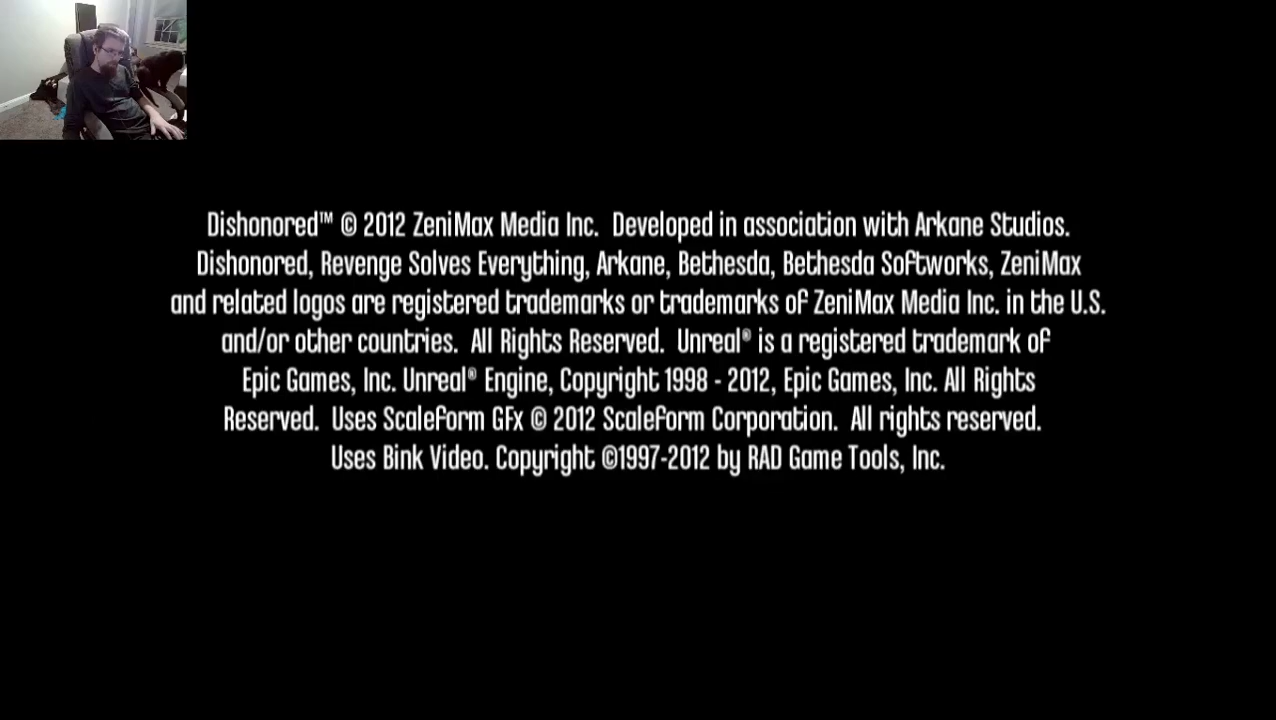 Dishonored™ © 2012 ZeniMax Media Inc. Developed in association with Arkane Studios.
Dishonored, Revenge Solves Everything, Arkane, Bethesda, Bethesda Softworks, ZeniMax
and related logos are registered trademarks or trademarks of ZeniMax Media Inc. in the U.S.
and/or other countries. All Rights Reserved. Unreal® is a registered trademark of
Epic Games, Inc. Unreal® Engine, Copyright 1998 - 2012, Epic Games, Inc. All Rights
Reserved. Uses Scaleform GFx © 2012 Scaleform Corporation. All rights reserved.
Uses Bink Video. Copyright ©1997-2012 by RAD Game Tools, Inc.